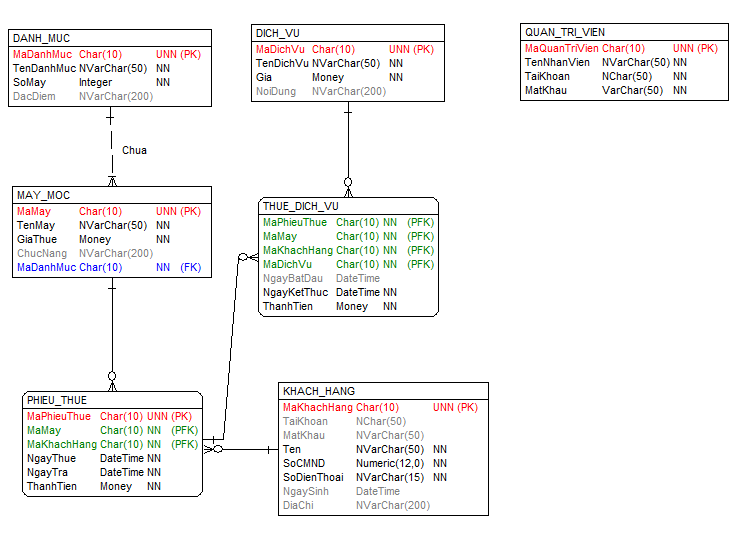 DANH_MUC
MaDanhMuc Char(10) UNN (PK)
TenDanhMuc NVarChar(50) NN
SoMay Integer NN
DacDiem NVarChar(200)
DICH_VU
MaDichVu Char(10) UNN (PK)
TenDichVu NVarChar(50) NN
Gia Money NN
NoiDung NVarChar(200)
QUAN_TRI_VIEN
MaQuanTriVien Char(10) UNN (PK)
TenNhanVien NVarChar(50) NN
TaiKhoan NChar(50) NN
MatKhau VarChar(50) NN
Chua
MAY_MOC
MaMay Char(10) UNN (PK)
TenMay NVarChar(50) NN
GiaThue Money NN
ChucNang NVarChar(200)
MaDanhMuc Char(10) NN (FK)
THUE_DICH_VU
MaPhieuThue Char(10) NN (PFK)
MaMay Char(10) NN (PFK)
MaKhachHang Char(10) NN (PFK)
MaDichVu Char(10) NN (PFK)
NgayBatDau DateTime
NgayKetThuc DateTime NN
ThanhTien Money NN
PHIEU_THUE
MaPhieuThue Char(10) UNN (PK)
MaMay Char(10) NN (PFK)
MaKhachHang Char(10) NN (PFK)
NgayThue DateTime NN
NgayTra DateTime NN
ThanhTien Money NN
KHACH_HANG
MaKhachHang Char(10) UNN (PK)
TaiKhoan NChar(50)
MatKhau NVarChar(50)
Ten NVarChar(50) NN
SoCMND Numeric(12,0) NN
SoDienThoai NVarChar(15) NN
NgaySinh DateTime
DiaChi NVarChar(200)